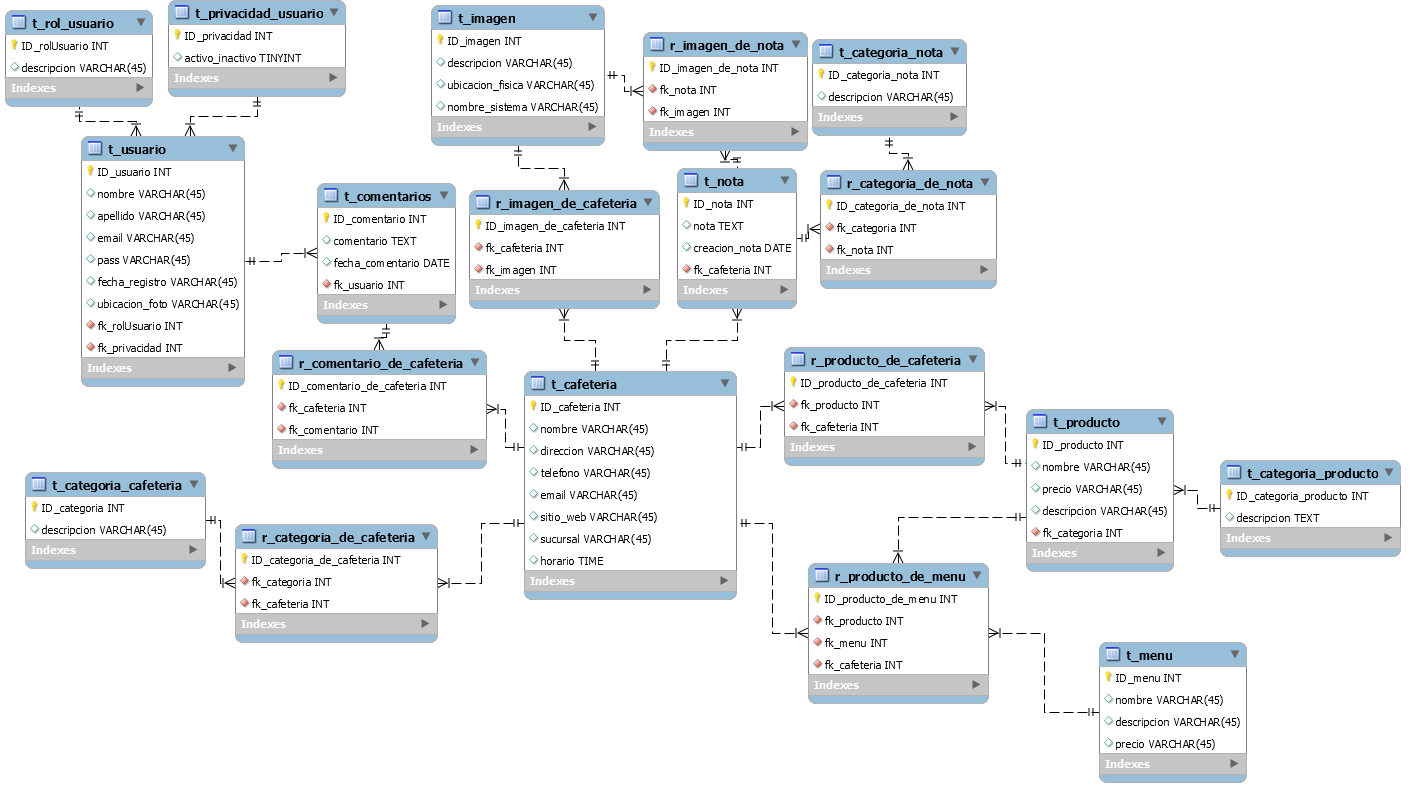 t_rol_usuario
ID_rolUsuario INT
descripcion VARCHAR(45)
Indexes
t_privacidad_usuario
ID_privacidad INT
activo_inactivo TINYINT
Indexes
t_imagen
ID_imagen INT
descripcion VARCHAR(45)
ubicacion_fisica VARCHAR(45)
nombre_sistema VARCHAR(45)
Indexes
r_imagen_de_nota
ID_imagen_de_nota INT
fk_nota INT
fk_imagen INT
Indexes
t_categoria_nota
ID_categoria_nota INT
descripcion VARCHAR(45)
Indexes
t_usuario
ID_usuario INT
nombre VARCHAR(45)
apellido VARCHAR(45)
email VARCHAR(45)
pass VARCHAR(45)
fecha_registro VARCHAR(45)
ubicacion_foto VARCHAR(45)
fk_rolUsuario INT
fk_privacidad INT
Indexes
t_comentarios
ID_comentario INT
comentario TEXT
fecha_comentario DATE
fk_usuario INT
Indexes
r_imagen_de_cafeteria
ID_imagen_de_cafeteria INT
fk_cafeteria INT
fk_imagen INT
Indexes
t_nota
ID_nota INT
nota TEXT
creacion_nota DATE
fk_cafeteria INT
Indexes
r_categoria_de_nota
ID_categoria_de_nota INT
fk_categoria INT
fk_nota INT
Indexes
r_comentario_de_cafeteria
ID_comentario_de_cafeteria INT
fk_cafeteria INT
fk_comentario INT
Indexes
t_cafeteria
ID_cafeteria INT
nombre VARCHAR(45)
direccion VARCHAR(45)
telefono VARCHAR(45)
email VARCHAR(45)
sitio_web VARCHAR(45)
sucursal VARCHAR(45)
horario TIME
Indexes
r_producto_de_cafeteria
ID_producto_de_cafeteria INT
fk_producto INT
fk_cafeteria INT
Indexes
t_producto
ID_producto INT
nombre VARCHAR(45)
precio VARCHAR(45)
descripcion VARCHAR(45)
fk_categoria INT
Indexes
t_categoria_producto
ID_categoria_producto INT
descripcion TEXT
Indexes
t_categoria_cafeteria
ID_categoria INT
descripcion VARCHAR(45)
Indexes
r_categoria_de_cafeteria
ID_categoria_de_cafeteria INT
fk_categoria INT
fk_cafeteria INT
Indexes
r_producto_de_menu
ID_producto_de_menu INT
fk_producto INT
fk_menu INT
fk_cafeteria INT
Indexes
t_menu
ID_menu INT
nombre VARCHAR(45)
descripcion VARCHAR(45)
precio VARCHAR(45)
Indexes